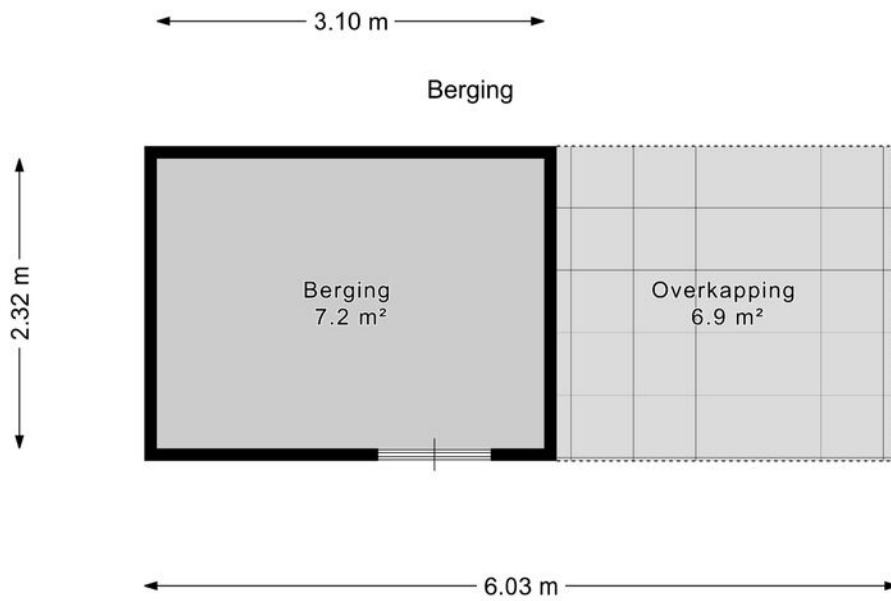 3.10 m
Berging
2.32 m
Berging
7.2 m²
Overkapping
6.9 m²
6.03 m